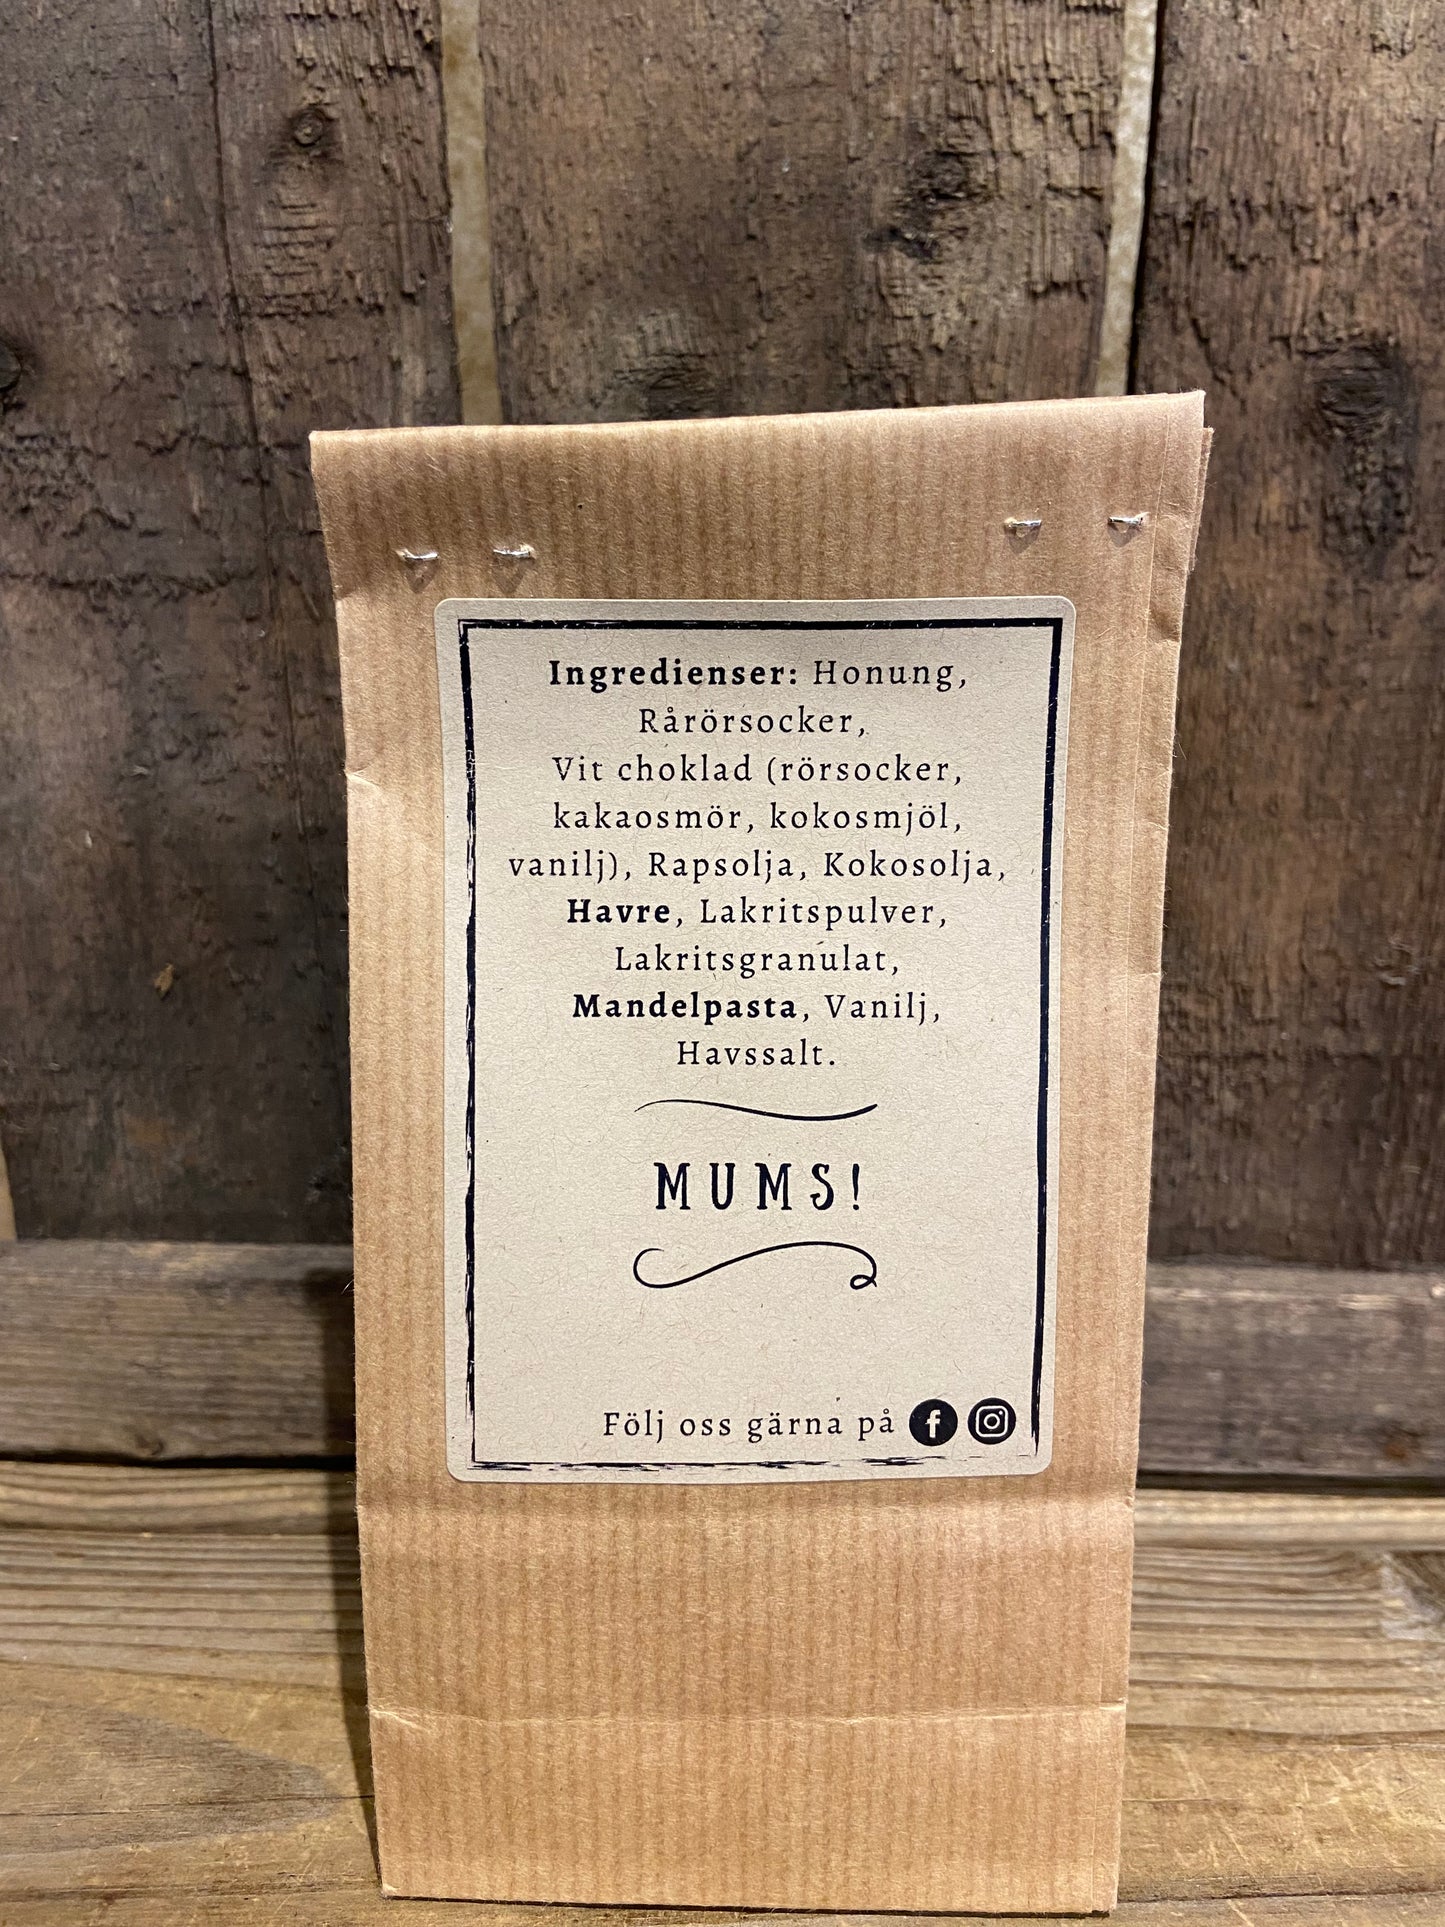 Ingredienser: Honung,
Rårörsocker,
Vit choklad (rörsocker,
kakaosmör, kokosmjöl,
vanilj), Rapsolja, Kokosolja,
Havre, Lakritspulver,
Lakritsgranulat,
Mandelpasta, Vanilj,
Havssalt.
MUMS!
Följ oss gärna på